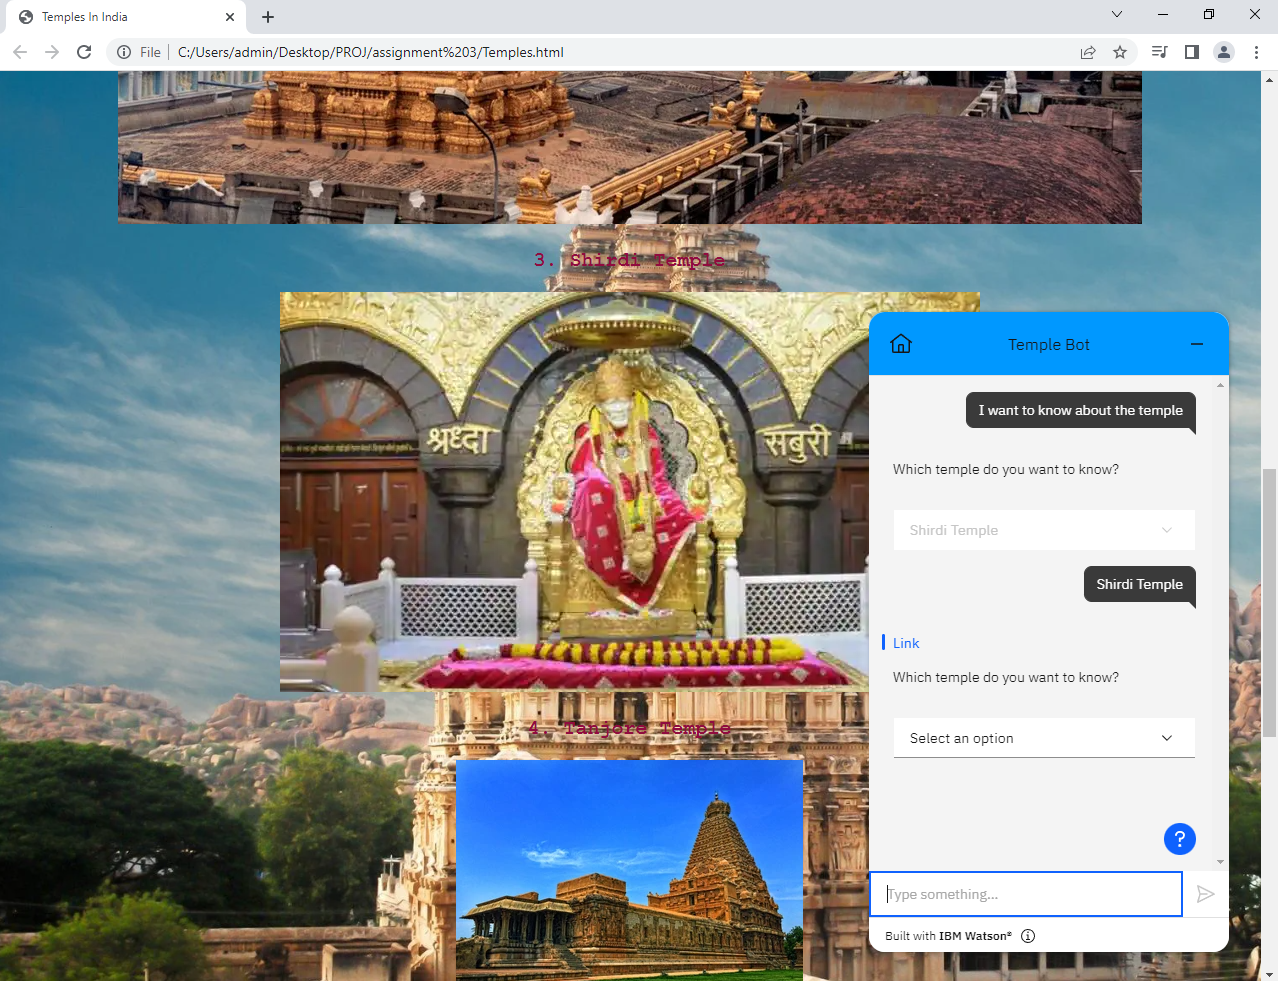 Temples In India
File
C:/Users/admin/Desktop/PROJ/assignment%203/Temples.html
3. Shirdi Temple
श्रध्दा
सबुरी
4. Tanjore Temple
Temple Bot
I want to know about the temple
Which temple do you want to know?
Shirdi Temple
Shirdi Temple
Link
Which temple do you want to know?
Select an option
?
Type something...
Built with IBM Watson®